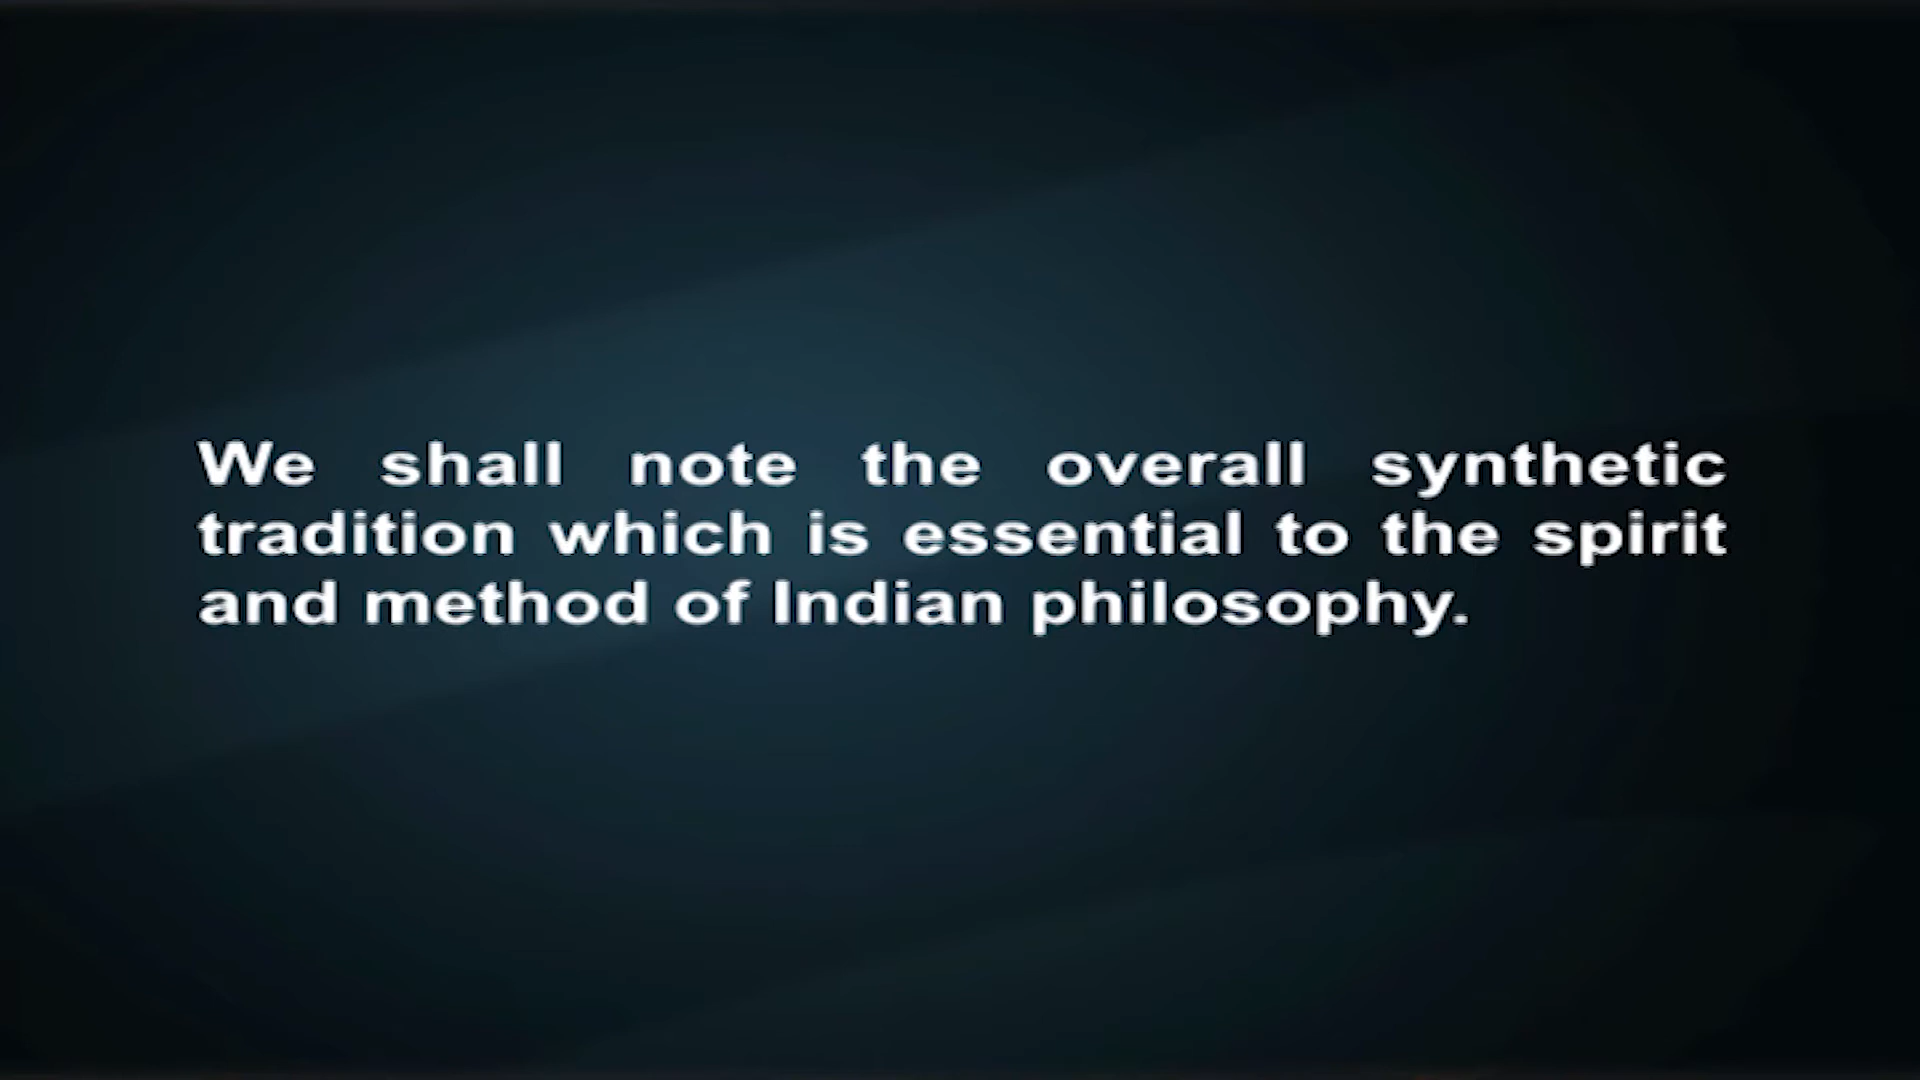 We shall note the overall synthetic
tradition which is essential to the spirit
and method of Indian philosophy.